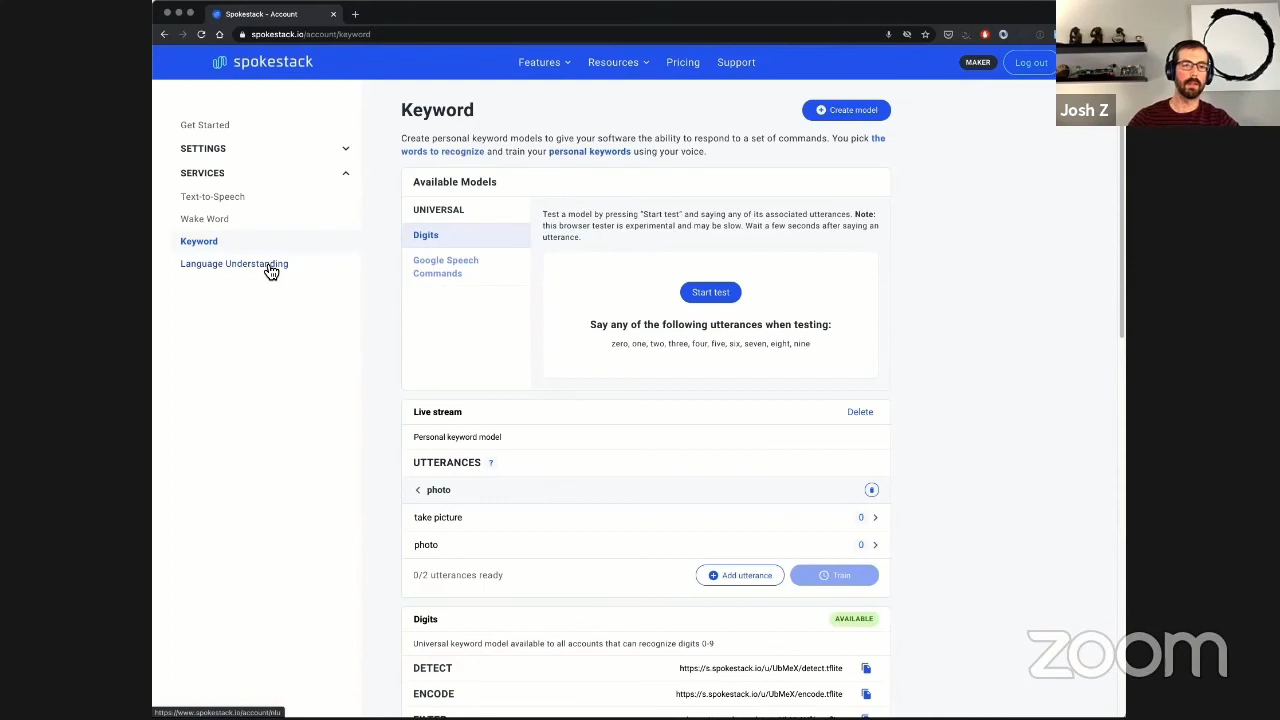 Spokestack - Account
spokestack.io/account/keyword
spokestack
Features
Resources
Pricing
Support
MAKER
Log out
Josh Z
Get Started
SETTINGS
SERVICES
Text-to-Speech
Wake Word
Keyword
Language Understanding
Keyword
Create model
Create personal keyword models to give your software the ability to respond to a set of commands. You pick the
words to recognize and train your personal keywords using your voice.
Available Models
UNIVERSAL
Digits
Google Speech
Commands
Test a model by pressing "Start test" and saying any of its associated utterances. Note:
this browser tester is experimental and may be slow. Wait a few seconds after saying an
utterance.
Start test
Say any of the following utterances when testing:
zero, one, two, three, four, five, six, seven, eight, nine
Live stream
Delete
Personal keyword model
UTTERANCES ?
photo
take picture 0
photo 0
0/2 utterances ready
Add utterance
Train
Digits
AVAILABLE
Universal keyword model available to all accounts that can recognize digits 0-9
DETECT https://s.spokestack.io/u/UbMeX/detect.tflite
ENCODE https://s.spokestack.io/u/UbMeX/encode.tflite
zoom
https://www.spokestack.io/account/nlu